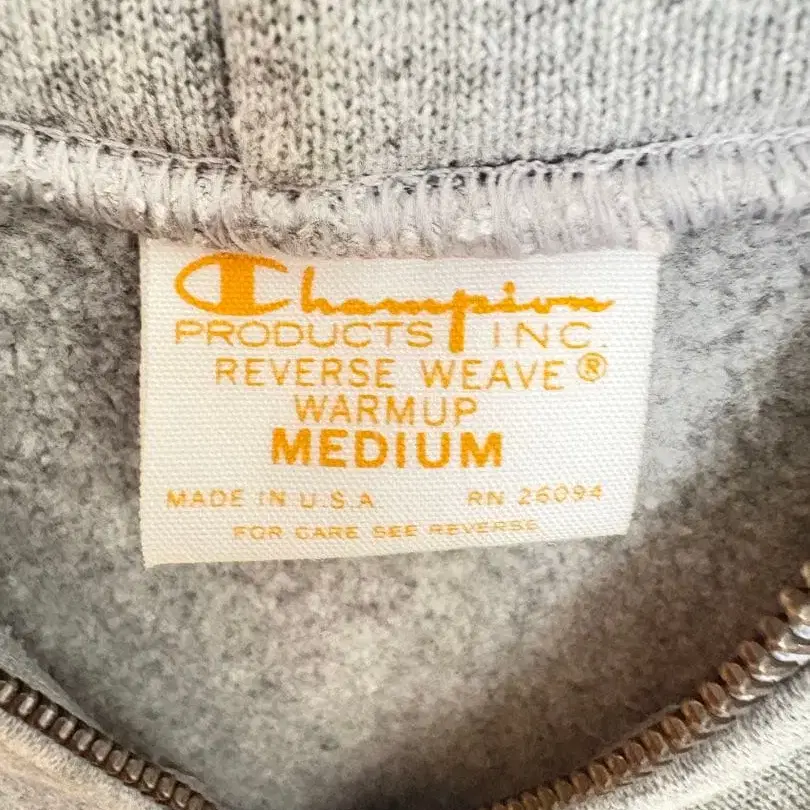 Champion
PRODUCTS INC.
REVERSE WEAVE®
WARMUP
MEDIUM
MADE IN U.S.A. RN 26094
FOR CARE SEE REVERSE